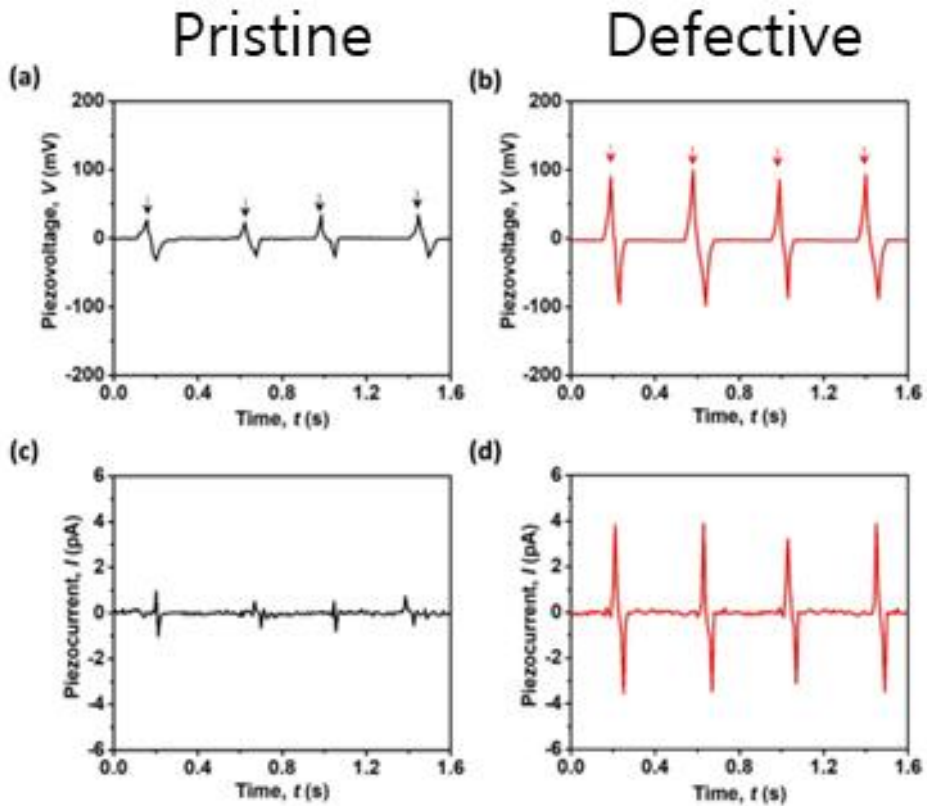 Pristine
Defective
(a)
200
100
0
-100
-200
Piezovoltage, V (mV)
0.0 0.4 0.8 1.2 1.6
Time, t (s)
(b)
200
100
0
-100
-200
Piezovoltage, V (mV)
0.0 0.4 0.8 1.2 1.6
Time, t (s)
(c)
6
4
2
0
-2
-4
-6
Piezocurrent, I (pA)
0.0 0.4 0.8 1.2 1.6
Time, t (s)
(d)
6
4
2
0
-2
-4
-6
Piezocurrent, I (pA)
0.0 0.4 0.8 1.2 1.6
Time, t (s)